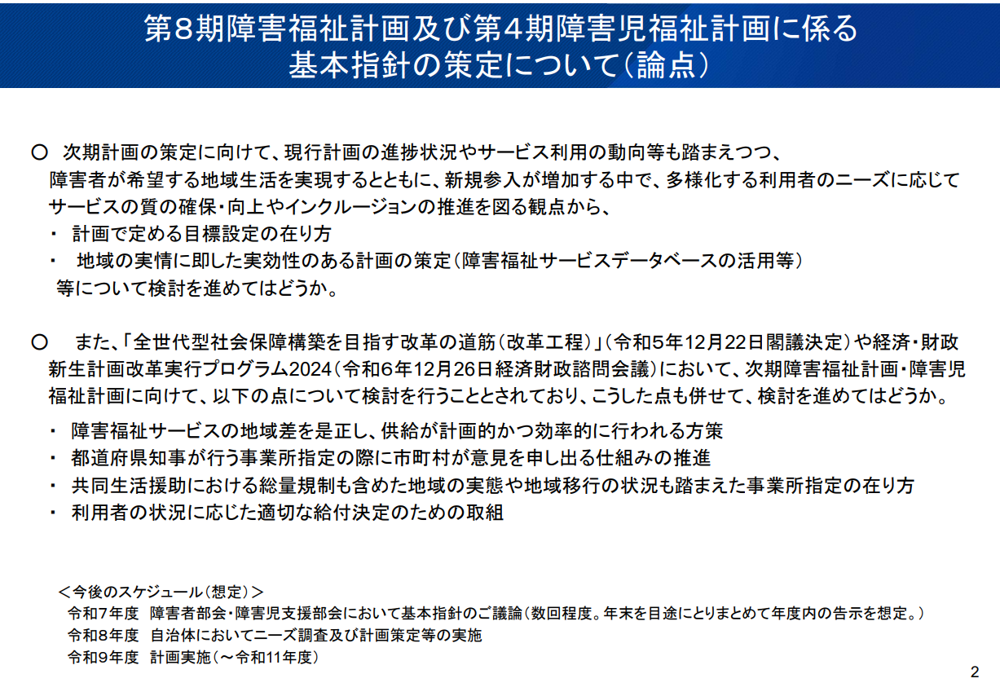 第８期障害福祉計画及び第４期障害児福祉計画に係る
基本指針の策定について（論点）
○　次期計画の策定に向けて、現行計画の進捗状況やサービス利用の動向等も踏まえつつ、
障害者が希望する地域生活を実現するとともに、新規参入が増加する中で、多様化する利用者のニーズに応じて
サービスの質の確保・向上やインクルージョンの推進を図る観点から、
・　計画で定める目標設定の在り方
・　地域の実情に即した実効性のある計画の策定（障害福祉サービスデータベースの活用等）
等について検討を進めてはどうか。
○　また、「全世代型社会保障構築を目指す改革の道筋（改革工程）」（令和５年12月22日閣議決定）や経済・財政
新生計画改革実行プログラム2024（令和６年12月26日経済財政諮問会議）において、次期障害福祉計画・障害児
福祉計画に向けて、以下の点について検討を行うこととされており、こうした点も併せて、検討を進めてはどうか。
・　障害福祉サービスの地域差を是正し、供給が計画的かつ効率的に行われる方策
・　都道府県知事が行う事業所指定の際に市町村が意見を申し出る仕組みの推進
・　共同生活援助における総量規制も含めた地域の実態や地域移行の状況も踏まえた事業所指定の在り方
・　利用者の状況に応じた適切な給付決定のための取組
＜今後のスケジュール（想定）＞
令和７年度　障害者部会・障害児支援部会において基本指針のご議論（数回程度。年末を目途にとりまとめて年度内の告示を想定。）
令和８年度　自治体においてニーズ調査及び計画策定等の実施
令和９年度　計画実施（～令和11年度）
2